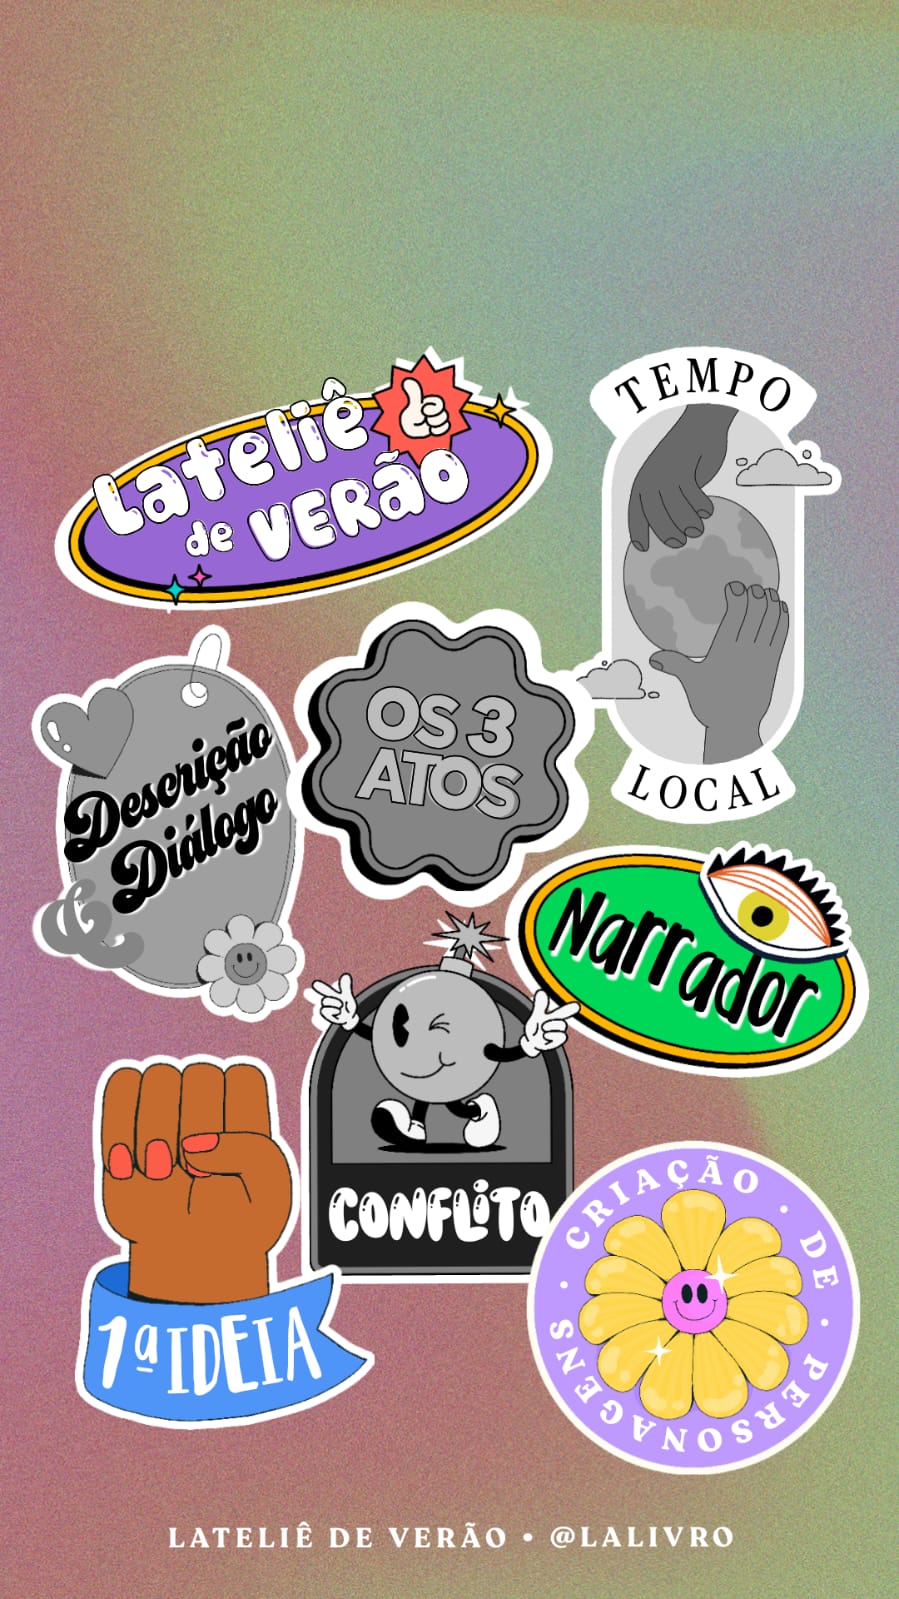 Lateliê
de VERÃO
TEMPO
LOCAL
Descrição
& Diálogo
OS 3
ATOS
Narrador
CONFLITO
1ª IDEIA
CRIAÇÃO · DE · PERSONAGENS ·
LATELIÊ DE VERÃO • @LALIVRO